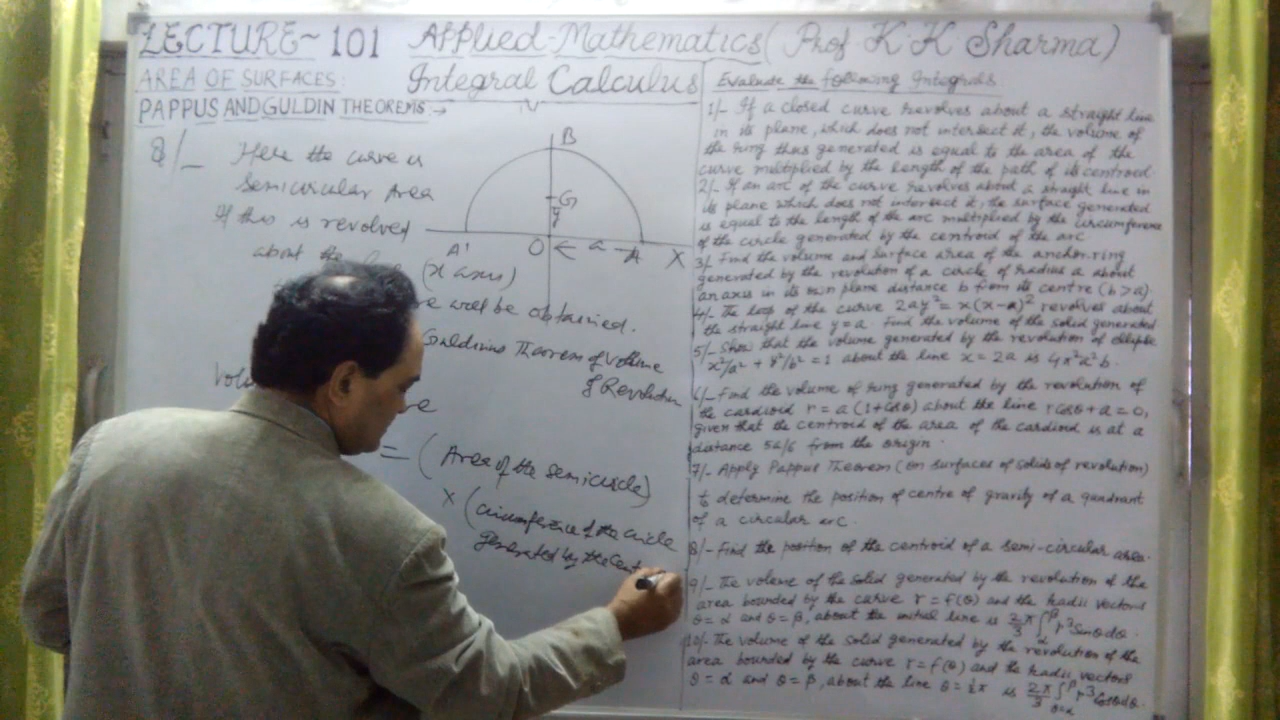 LECTURE~101 Applied-Mathematics (Prof. K.K. Sharma)
AREA OF SURFACES:
Integral Calculus
IV
PAPPUS AND GULDIN THEOREMS:→
8/- Here the curve is
Semicircular Area
If this is revolved
about the
(x axis)
will be obtained.
Theorem of Volume
of Revolution
= (Area of the semicircle)
× (circumference of the circle
generated by the cent
B
G
ȳ
A' O ← a → A X
Evaluate the following Integrals
1/- If a closed curve revolves about a straight line
in its plane, which does not intersect it, the volume of
the ring thus generated is equal to the area of the
curve multiplied by the length of the path of its centroid.
2/- If an arc of the curve revolves about a straight line in
its plane which does not intersect it, the surface generated
is equal to the length of the arc multiplied by the circumference
of the circle generated by the centroid of the arc
3/- Find the volume and surface area of the anchor-ring
generated by the revolution of a circle of radius a about
an axis in its own plane distance b from its centre (b > a).
4/- The loop of the curve 2ay² = x(x-a)² revolves about
the straight line y = a. Find the volume of the solid generated
5/- Show that the volume generated by the revolution of ellipse
x²/a² + y²/b² = 1 about the line x = 2a is 4π²a²b.
6/- Find the volume of ring generated by the revolution of
the cardioid r = a (1+cosθ) about the line r cosθ + a = 0,
given that the centroid of the area of the cardioid is at a
distance 5a/6 from the origin.
7/- Apply Pappus Theorem (on surfaces of solids of revolution)
to determine the position of centre of gravity of a quadrant
of a circular arc.
8/- Find the position of the centroid of a semi-circular area.
9/- The volume of the solid generated by the revolution of the
area bounded by the curve r = f(θ) and the radii vectors
θ = α and θ = β, about the initial line is 2/3 π ∫αβ r³ sinθ dθ.
10/- The volume of the solid generated by the revolution of the
area bounded by the curve r = f(θ) and the radii vectors
θ = α and θ = β, about the line θ = ½π is 2π/3 ∫θ=αβ r³ cosθ dθ.